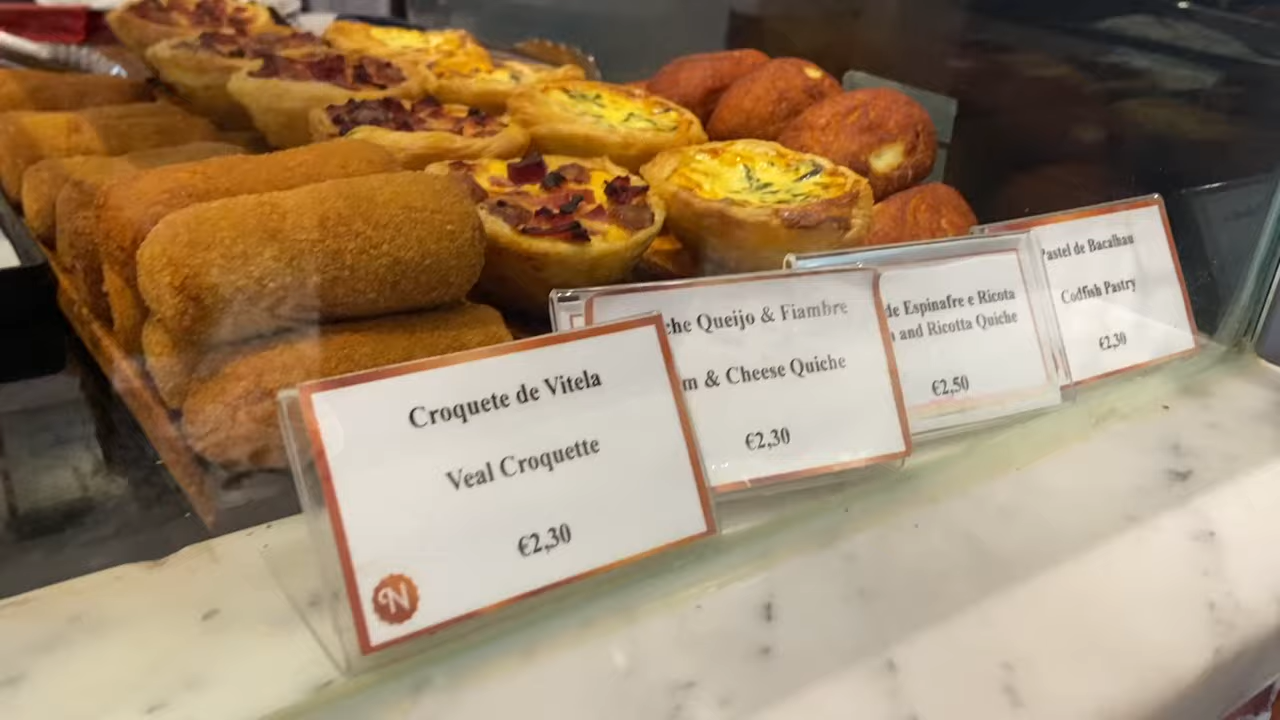 Croquete de Vitela
Veal Croquette
€2,30
N
che Queijo & Fiambre
m & Cheese Quiche
€2,30
de Espinafre e Ricota
and Ricotta Quiche
€2,50
Pastel de Bacalhau
Codfish Pastry
€2,30